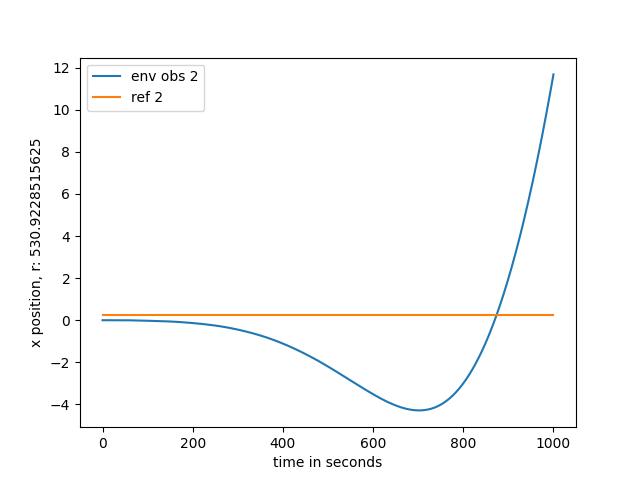 env obs 2
ref 2
12
10
8
6
4
2
0
−2
−4
x position, r: 530.9228515625
0 200 400 600 800 1000
time in seconds